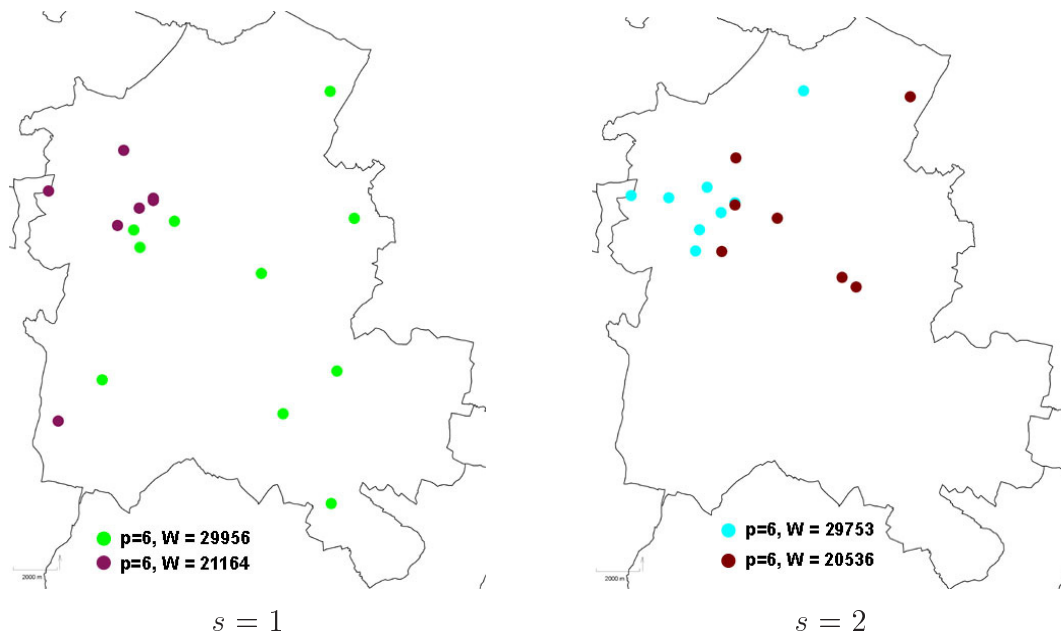 p=6, W = 29956
p=6, W = 21164
2000 m
s = 1
p=6, W = 29753
p=6, W = 20536
2000 m
s = 2